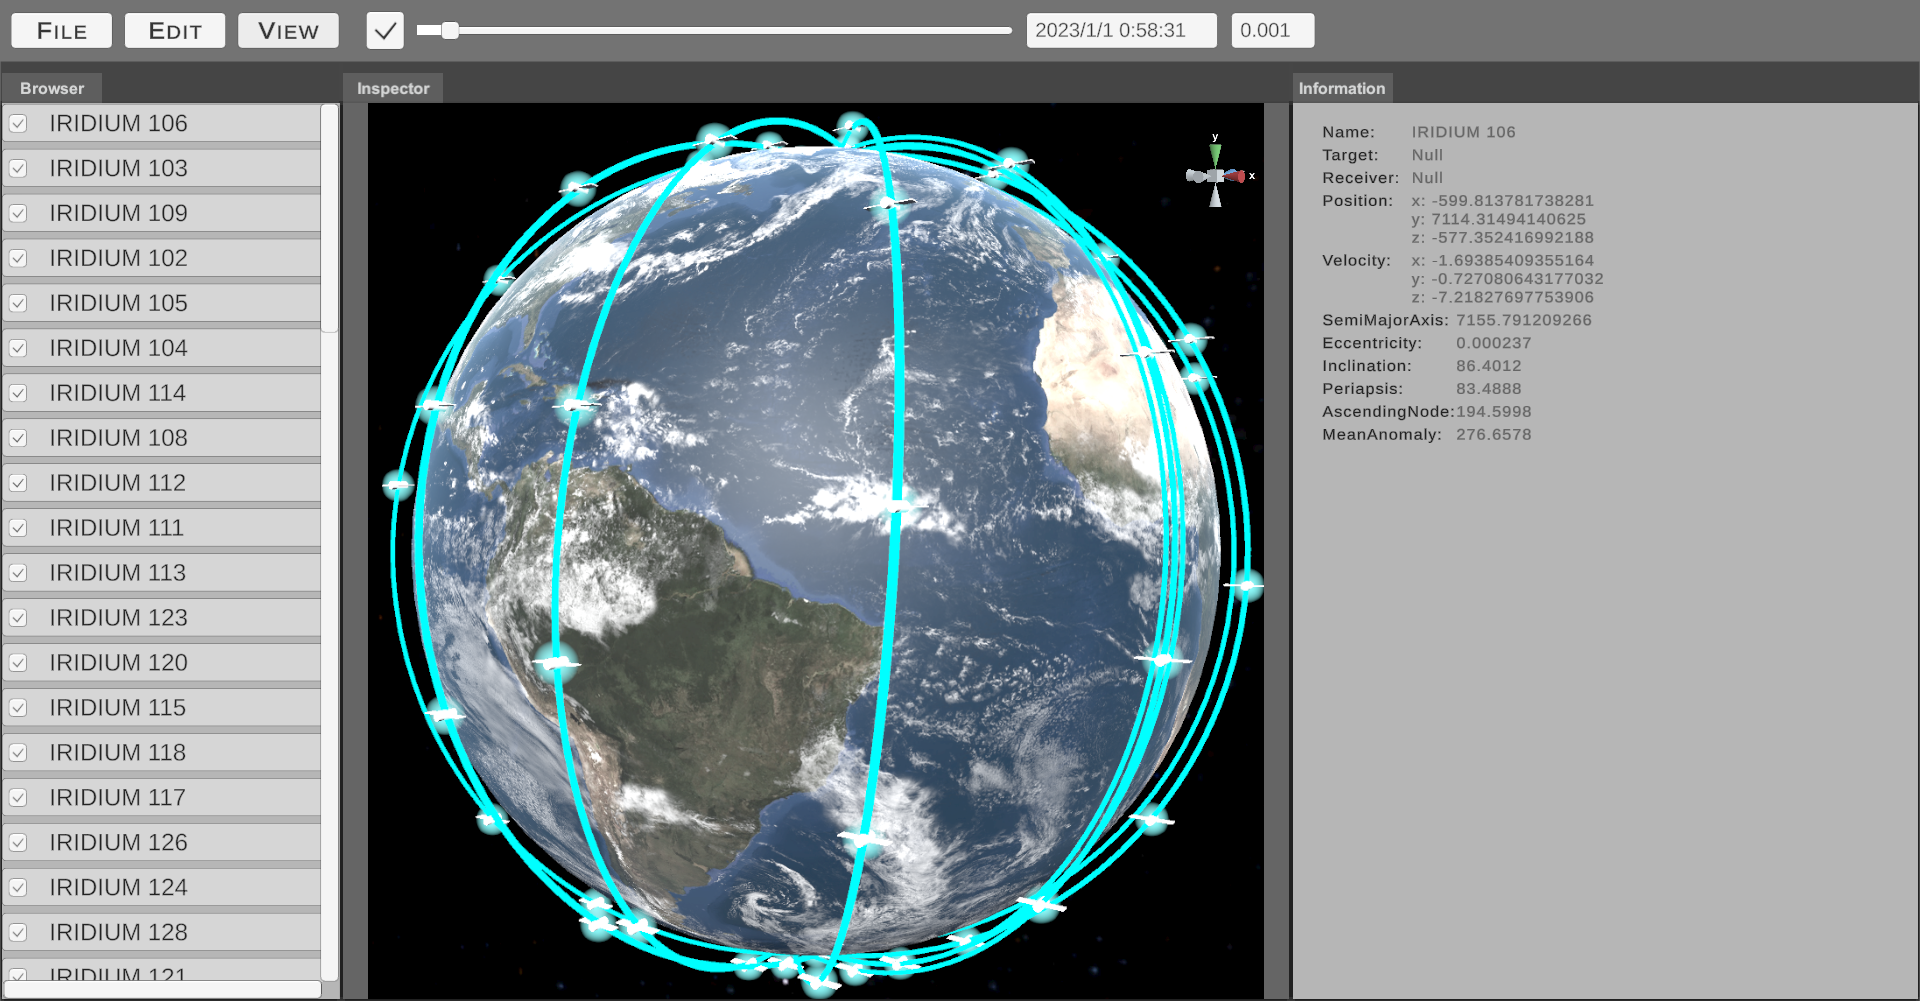 FILE EDIT VIEW 2023/1/1 0:58:31 0.001
Browser
IRIDIUM 106
IRIDIUM 103
IRIDIUM 109
IRIDIUM 102
IRIDIUM 105
IRIDIUM 104
IRIDIUM 114
IRIDIUM 108
IRIDIUM 112
IRIDIUM 111
IRIDIUM 113
IRIDIUM 123
IRIDIUM 120
IRIDIUM 115
IRIDIUM 118
IRIDIUM 117
IRIDIUM 126
IRIDIUM 124
IRIDIUM 128
IRIDIUM 121
Inspector
y
x
Information
Name: IRIDIUM 106
Target: Null
Receiver: Null
Position: x: -599.813781738281
y: 7114.31494140625
z: -577.352416992188
Velocity: x: -1.69385409355164
y: -0.727080643177032
z: -7.21827697753906
SemiMajorAxis: 7155.791209266
Eccentricity: 0.000237
Inclination: 86.4012
Periapsis: 83.4888
AscendingNode: 194.5998
MeanAnomaly: 276.6578